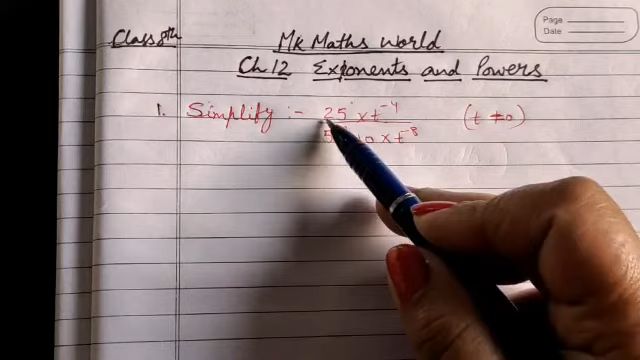 Page
Date
Class 8th
MK Maths World
Ch.12 Exponents and Powers
1. Simplify :- 25 × t⁻⁴ (t ≠ 0)
5 10 × t⁻⁸